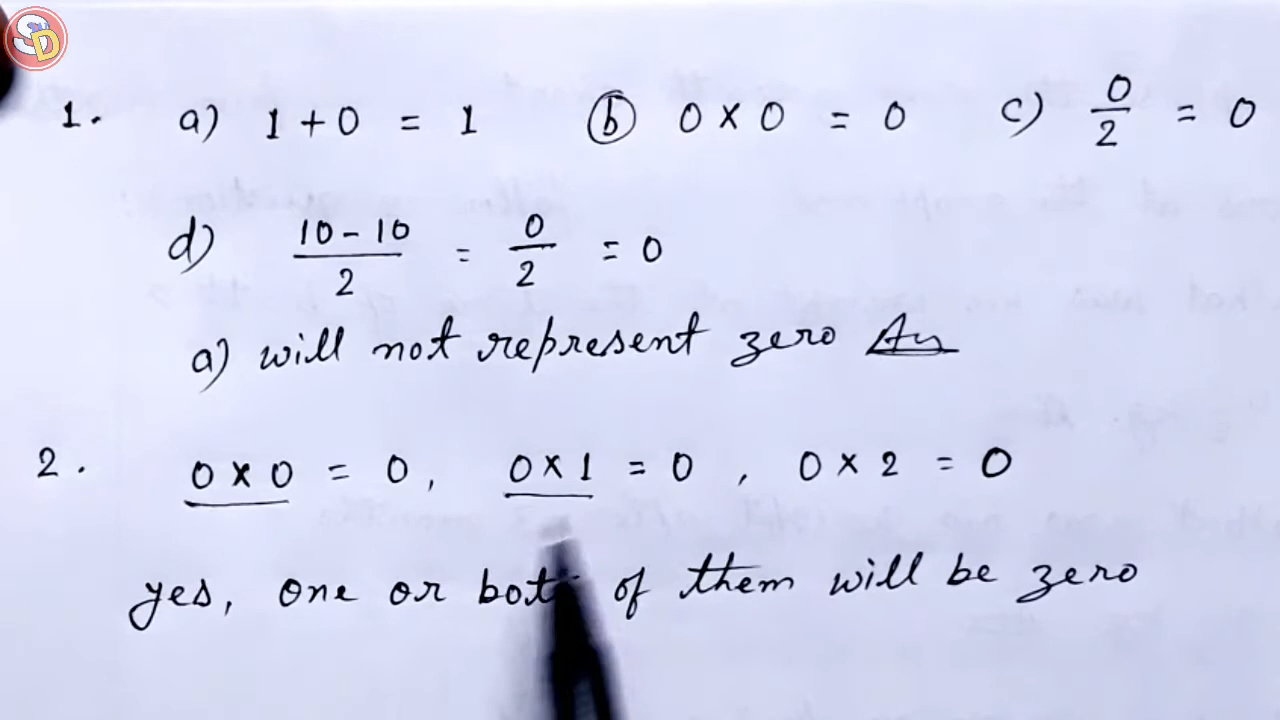 SD
1. a) 1 + 0 = 1 (b) 0 × 0 = 0 c) 0/2 = 0
d) 10 - 10/2 = 0/2 = 0
a) will not represent zero An
2. 0 × 0 = 0, 0 × 1 = 0, 0 × 2 = 0
yes, one or both of them will be zero